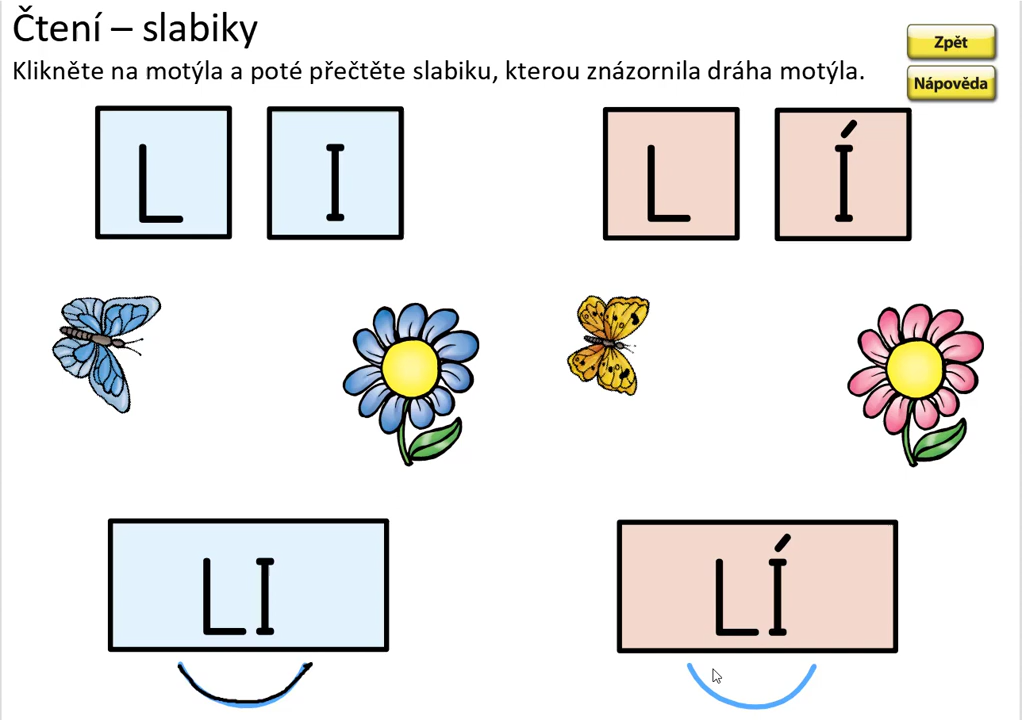 Čtení – slabiky
Zpět
Klikněte na motýla a poté přečtěte slabiku, kterou znázornila dráha motýla.
Nápověda
L I L Í
LI LÍ